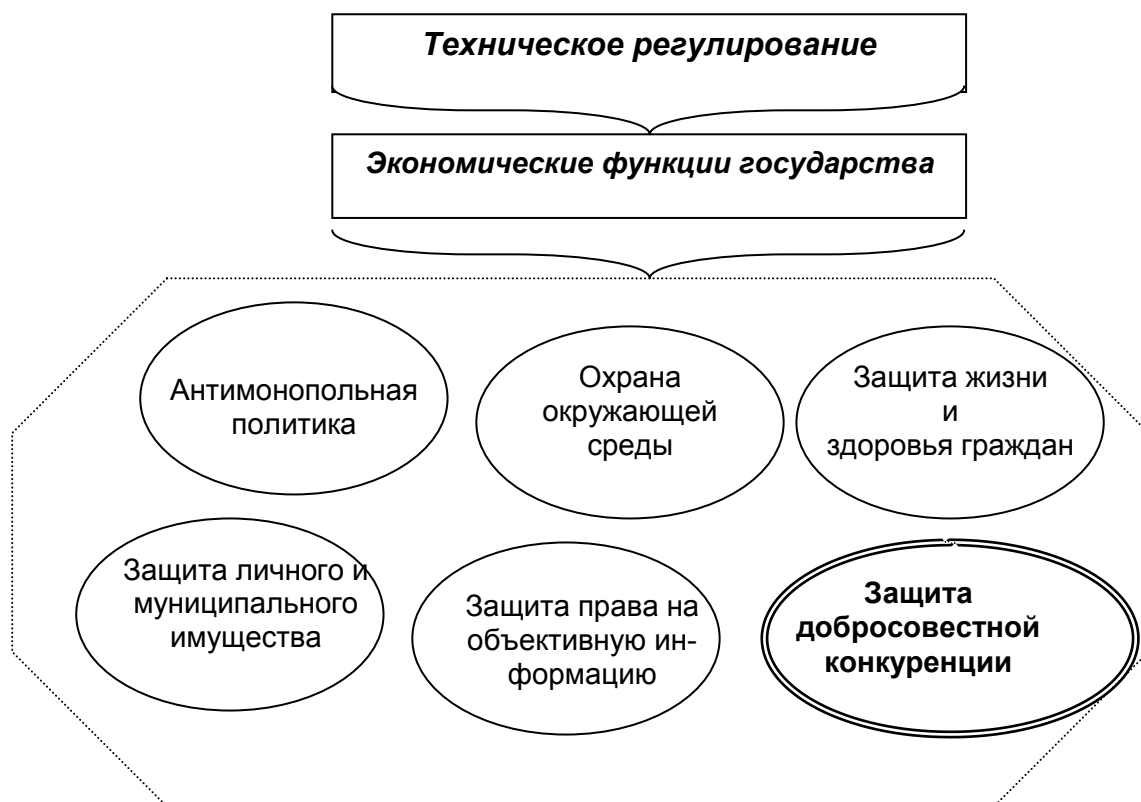 Техническое регулирование
Экономические функции государства
Антимонопольная
политика
Охрана
окружающей
среды
Защита жизни
и
здоровья граждан
Защита личного и
муниципального
имущества
Защита права на
объективную ин-
формацию
Защита
добросовестной
конкуренции